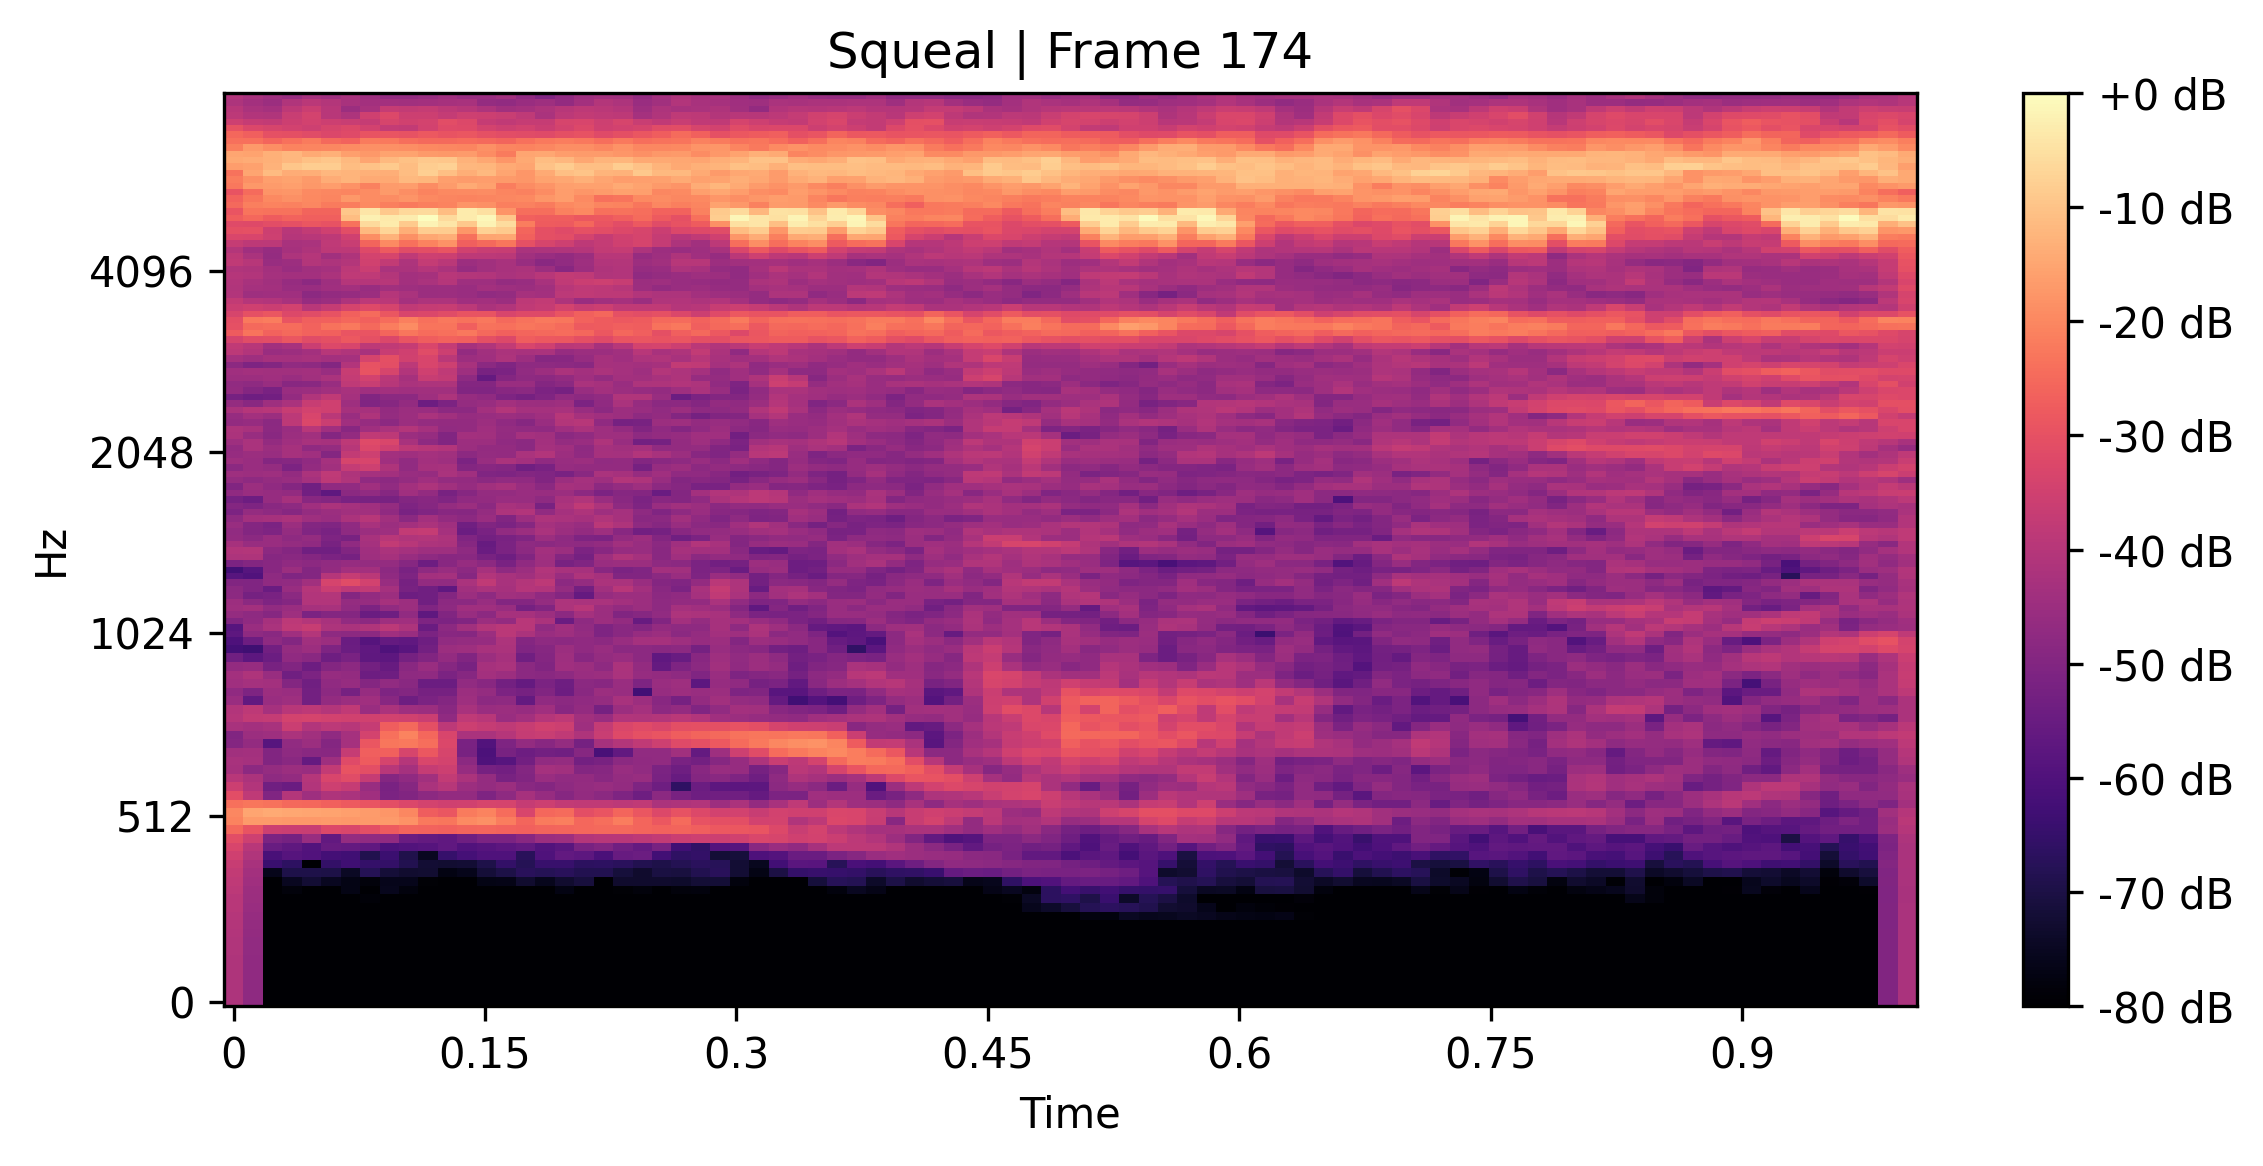 Squeal | Frame 174
Hz
4096
2048
1024
512
0
0 0.15 0.3 0.45 0.6 0.75 0.9
Time
+0 dB
-10 dB
-20 dB
-30 dB
-40 dB
-50 dB
-60 dB
-70 dB
-80 dB